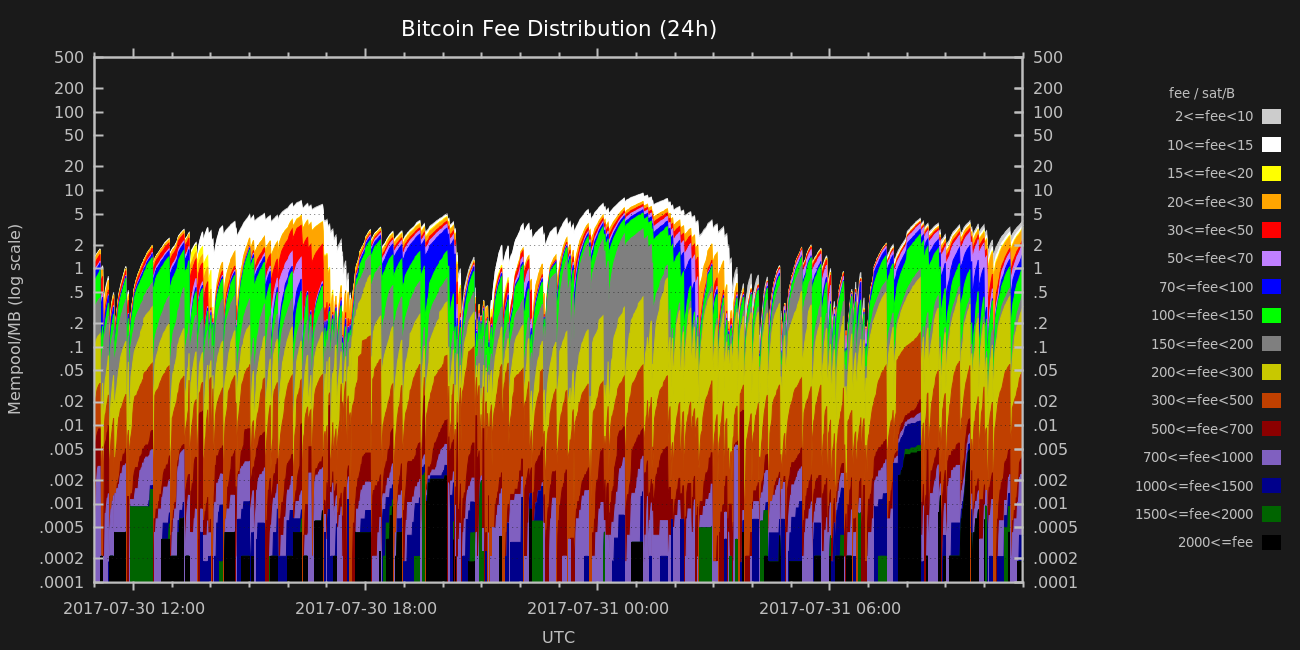 Bitcoin Fee Distribution (24h)
500 500
200 200
100 100
50 50
20 20
10 10
5 5
2 2
1 1
.5 .5
.2 .2
.1 .1
.05 .05
.02 .02
.01 .01
.005 .005
.002 .002
.001 .001
.0005 .0005
.0002 .0002
.0001 .0001
Mempool/MB (log scale)
2017-07-30 12:00 2017-07-30 18:00 2017-07-31 00:00 2017-07-31 06:00
UTC
fee / sat/B
2<=fee<10
10<=fee<15
15<=fee<20
20<=fee<30
30<=fee<50
50<=fee<70
70<=fee<100
100<=fee<150
150<=fee<200
200<=fee<300
300<=fee<500
500<=fee<700
700<=fee<1000
1000<=fee<1500
1500<=fee<2000
2000<=fee